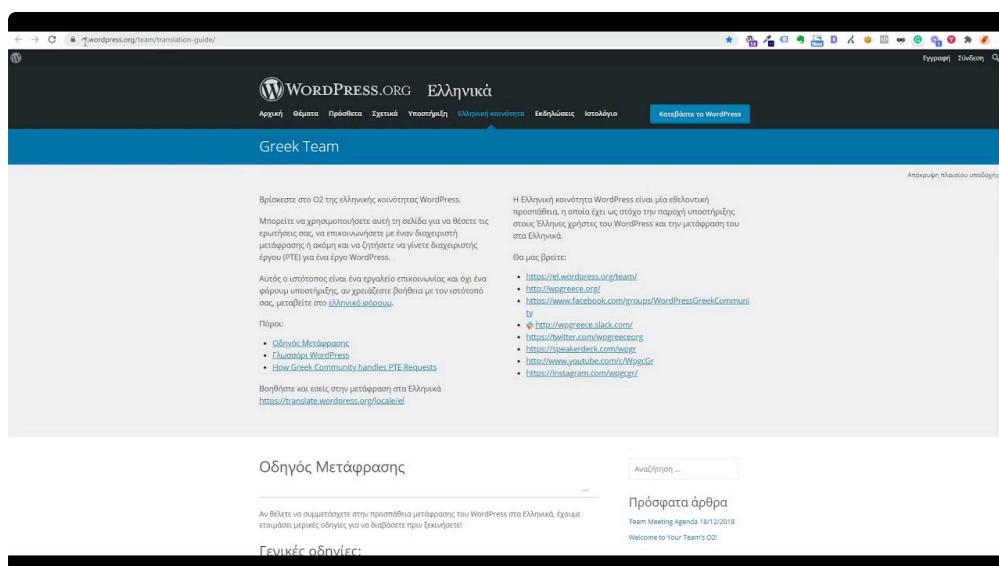 wordpress.org/team/translation-guide/
Εγγραφή Σύνδεση
WORDPRESS.ORG Ελληνικά
Αρχική Θέματα Πρόσθετα Σχετικά Υποστήριξη Ελληνική κοινότητα Εκδηλώσεις Ιστολόγιο Κατεβάστε το WordPress
Greek Team
Απόκρυψη πλαισίου υποδοχής
Βρίσκεστε στο O2 της ελληνικής κοινότητας WordPress.
Μπορείτε να χρησιμοποιήσετε αυτή τη σελίδα για να θέσετε τις
ερωτήσεις σας, να επικοινωνήσετε με έναν διαχειριστή
μετάφρασης ή ακόμη και να ζητήσετε να γίνετε διαχειριστής
έργου (PTE) για ένα έργο WordPress.
Αυτός ο ιστότοπος είναι ένα εργαλείο επικοινωνίας και όχι ένα
φόρουμ υποστήριξης, αν χρειάζεστε βοήθεια με τον ιστότοπό
σας, μεταβείτε στο ελληνικό φόρουμ.
Πόροι:
• Οδηγός Μετάφρασης
• Γλωσσάρι WordPress
• How Greek Community handles PTE Requests
Βοηθήστε και εσείς στην μετάφραση στα Ελληνικά
https://translate.wordpress.org/locale/el
Η Ελληνική κοινότητα WordPress είναι μία εθελοντική
προσπάθεια, η οποία έχει ως στόχο την παροχή υποστήριξης
στους Έλληνες χρήστες του WordPress και την μετάφραση του
στα Ελληνικά.
Θα μας βρείτε:
• https://el.wordpress.org/team/
• http://wpgreece.org/
• https://www.facebook.com/groups/WordPressGreekCommuni
ty
• http://wpgreece.slack.com/
• https://twitter.com/wpgreeceorg
• https://speakerdeck.com/wpgr
• http://www.youtube.com/c/WpgcGr
• https://instagram.com/wpgcgr/
Οδηγός Μετάφρασης
Αν θέλετε να συμμετάσχετε στην προσπάθεια μετάφρασης του WordPress στα Ελληνικά, έχουμε
ετοιμάσει μερικές οδηγίες για να διαβάσετε πριν ξεκινήσετε!
Γενικές οδηγίες:
Αναζήτηση ...
Πρόσφατα άρθρα
Team Meeting Agenda 18/12/2018
Welcome to Your Team's O2!